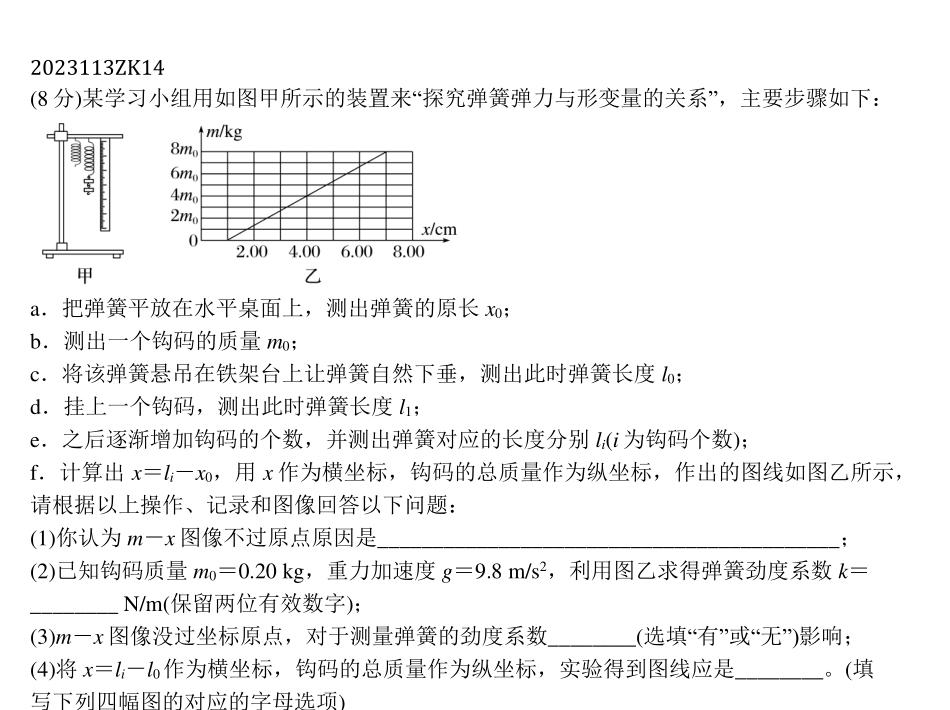 2023113ZK14
(8分)某学习小组用如图甲所示的装置来“探究弹簧弹力与形变量的关系”，主要步骤如下：
m/kg
8m₀
6m₀
4m₀
2m₀
0
2.00 4.00 6.00 8.00
x/cm
甲
乙
a．把弹簧平放在水平桌面上，测出弹簧的原长 x₀；
b．测出一个钩码的质量 m₀；
c．将该弹簧悬吊在铁架台上让弹簧自然下垂，测出此时弹簧长度 l₀；
d．挂上一个钩码，测出此时弹簧长度 l₁；
e．之后逐渐增加钩码的个数，并测出弹簧对应的长度分别 lᵢ(i 为钩码个数)；
f．计算出 x＝lᵢ－x₀，用 x 作为横坐标，钩码的总质量作为纵坐标，作出的图线如图乙所示，
请根据以上操作、记录和图像回答以下问题：
(1)你认为 m－x 图像不过原点原因是__________________________________________；
(2)已知钩码质量 m₀＝0.20 kg，重力加速度 g＝9.8 m/s²，利用图乙求得弹簧劲度系数 k＝
________ N/m(保留两位有效数字)；
(3)m－x 图像没过坐标原点，对于测量弹簧的劲度系数________(选填“有”或“无”)影响；
(4)将 x＝lᵢ－l₀ 作为横坐标，钩码的总质量作为纵坐标，实验得到图线应是________。(填
写下列四幅图的对应的字母选项)